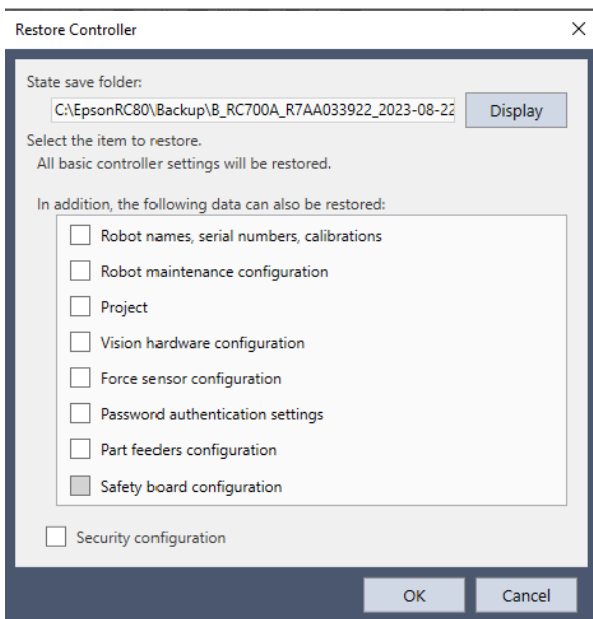 Restore Controller
State save folder:
C:\EpsonRC80\Backup\B_RC700A_R7AA033922_2023-08-22
Display
Select the item to restore.
All basic controller settings will be restored.
In addition, the following data can also be restored:
Robot names, serial numbers, calibrations
Robot maintenance configuration
Project
Vision hardware configuration
Force sensor configuration
Password authentication settings
Part feeders configuration
Safety board configuration
Security configuration
OK
Cancel